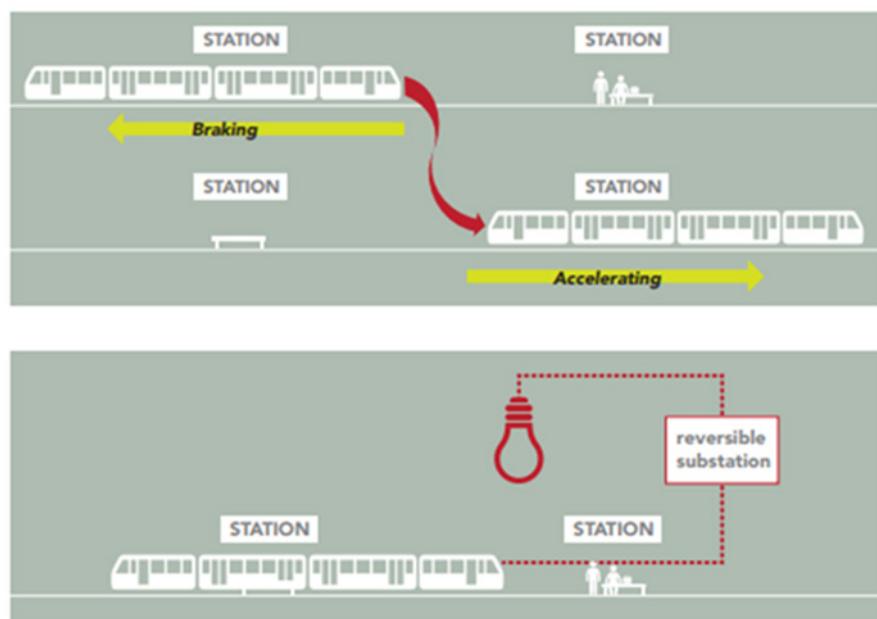 STATION
STATION
Braking
STATION
STATION
Accelerating
reversible
substation
STATION
STATION